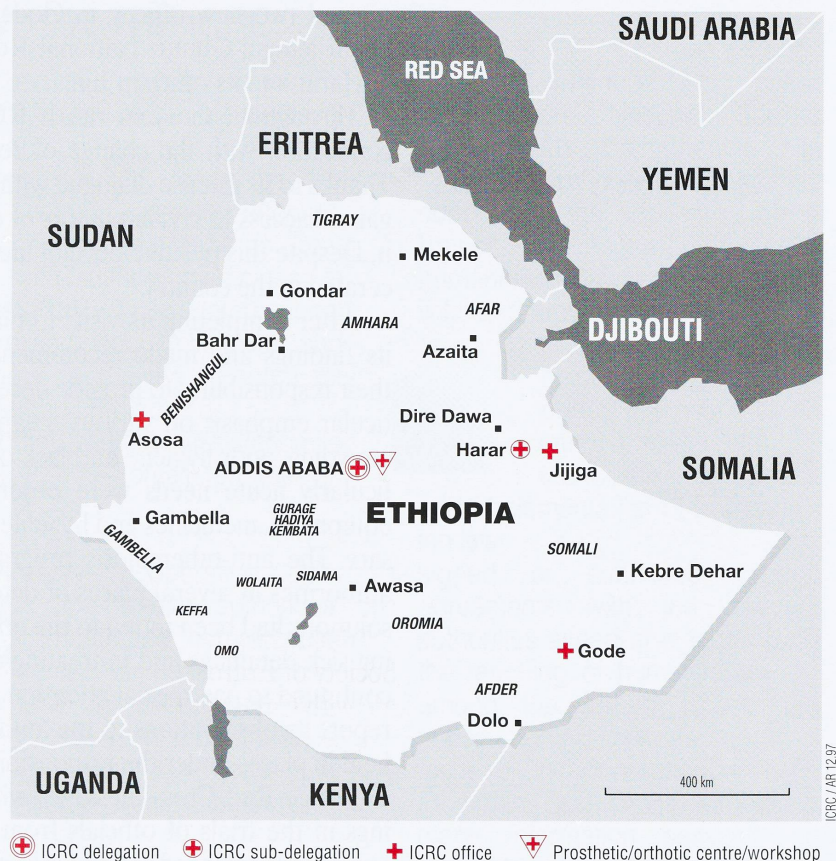 SAUDI ARABIA
RED SEA
ERITREA
YEMEN
SUDAN
TIGRAY
Mekele
Gondar
AFAR
AMHARA
DJIBOUTI
Bahr Dar
Azaita
BENISHANGUL
Dire Dawa
Asosa
Harar
ADDIS ABABA
Jijiga
SOMALIA
Gambella
GURAGE
HADIYA
KEMBATA
ETHIOPIA
GAMBELLA
SOMALI
Kebre Dehar
WOLAITA
SIDAMA
Awasa
KEFFA
OROMIA
OMO
Gode
AFDER
Dolo
UGANDA
KENYA
400 km
ICRC / AR 12.97
ICRC delegation
ICRC sub-delegation
ICRC office
Prosthetic/orthotic centre/workshop